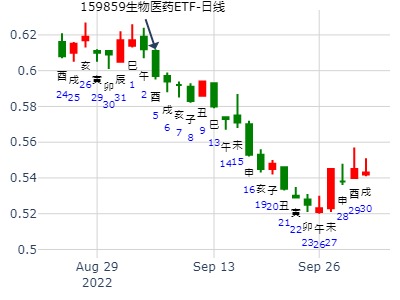 159859生物医药ETF-日线
0.62
0.6
0.58
0.56
0.54
0.52
0.5
酉
24
戌
25
亥
26
寅
29
卯
30
辰
31
巳
1
午
2
酉
5
戌
6
亥
7
子
8
丑
9
巳
13
午
14
未
15
申
16
亥
19
子
20
丑
21
寅
22
卯
23
午
26
未
27
申
28
酉
29
戌
30
Aug 29
2022
Sep 13
Sep 26